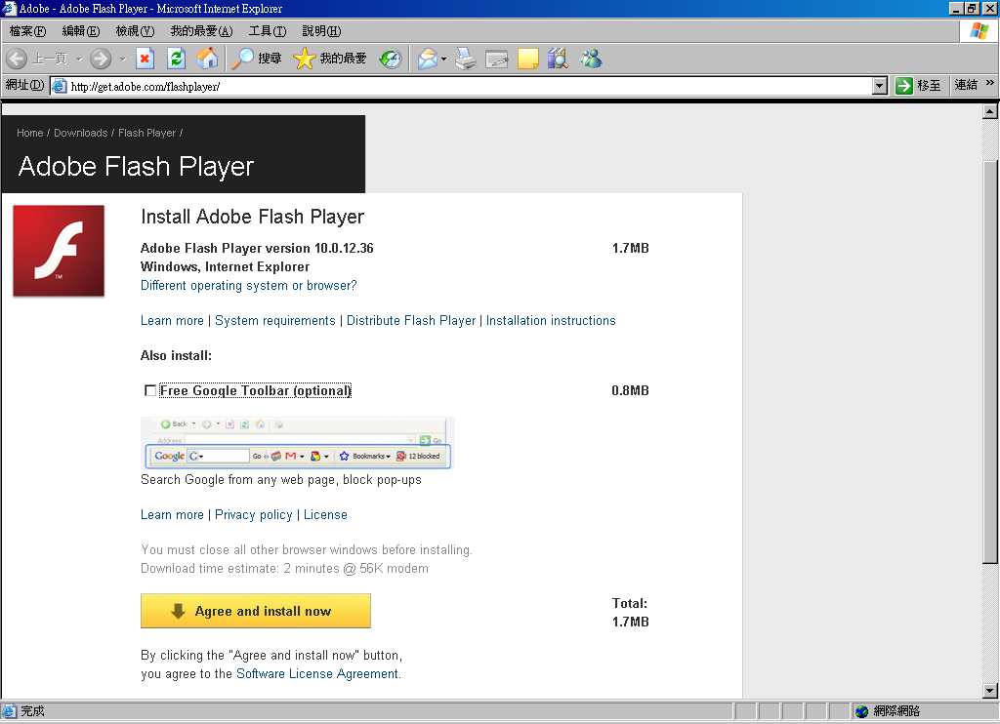 Adobe - Adobe Flash Player - Microsoft Internet Explorer
檔案(F) 編輯(E) 檢視(V) 我的最愛(A) 工具(T) 說明(H)
上一頁 搜尋 我的最愛
網址(D) http://get.adobe.com/flashplayer/ 移至 連結 »
Home / Downloads / Flash Player /
Adobe Flash Player
Install Adobe Flash Player
Adobe Flash Player version 10.0.12.36 1.7MB
Windows, Internet Explorer
Different operating system or browser?
Learn more | System requirements | Distribute Flash Player | Installation instructions
Also install:
Free Google Toolbar (optional) 0.8MB
Back
Address Go
Google G Go Bookmarks 12 blocked
Search Google from any web page, block pop-ups
Learn more | Privacy policy | License
You must close all other browser windows before installing.
Download time estimate: 2 minutes @ 56K modem
Agree and install now
Total:
1.7MB
By clicking the "Agree and install now" button,
you agree to the Software License Agreement.
完成 網際網路